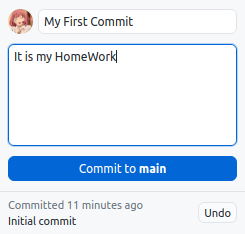 My First Commit
It is my HomeWork
Commit to main
Committed 11 minutes ago
Initial commit
Undo